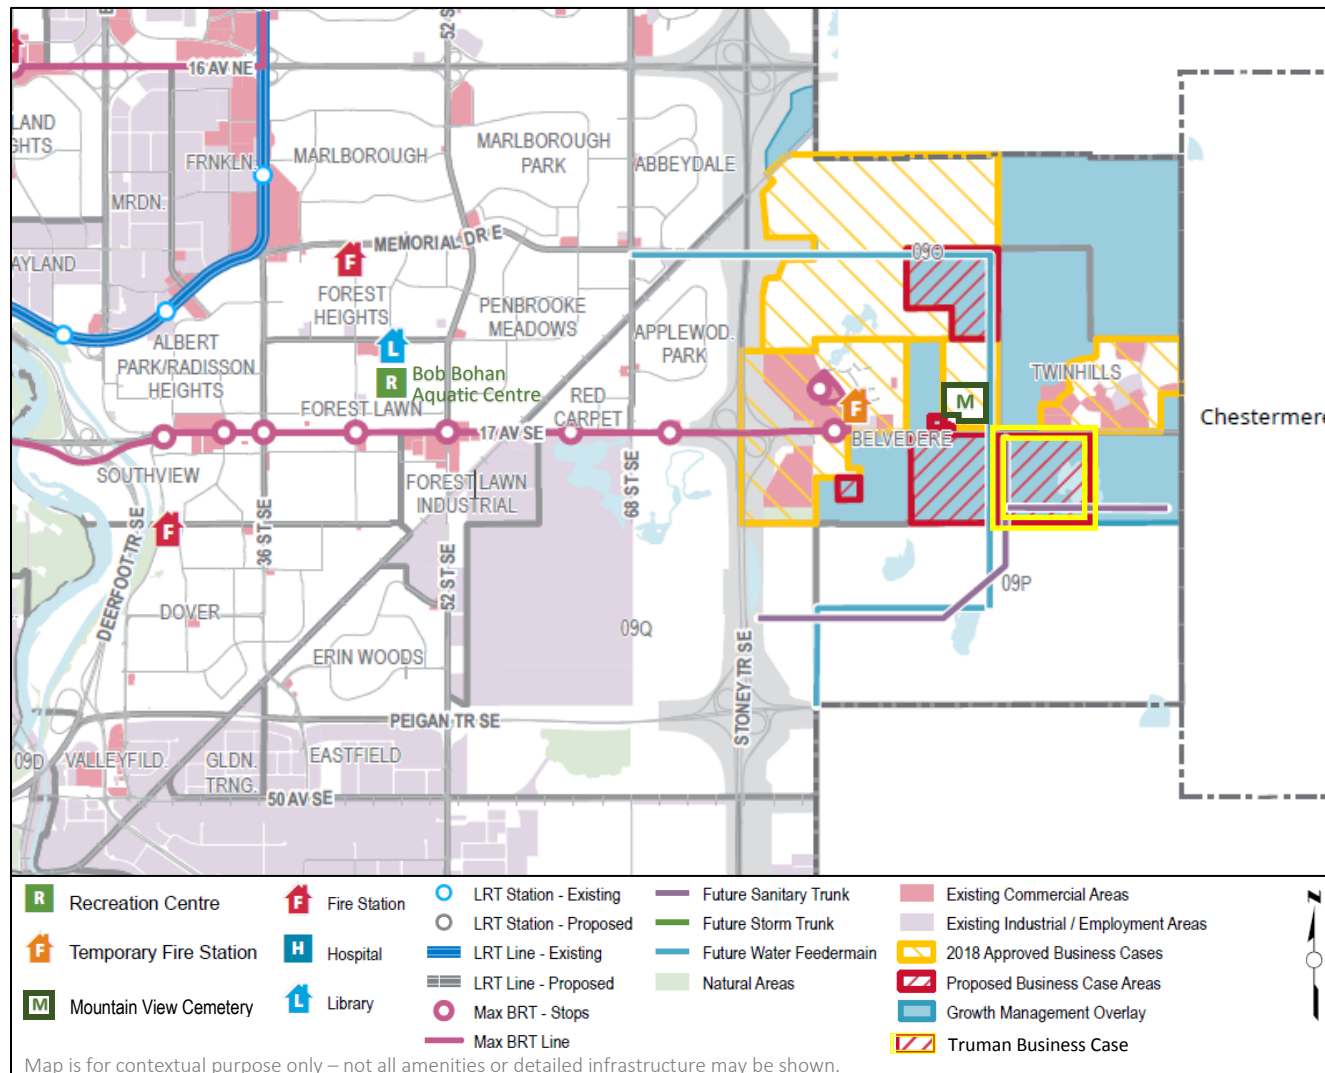 16 AV NE
52 ST SE
LAND
GHTS
FRNKLN.
MARLBOROUGH
MARLBOROUGH
PARK
ABBEYDALE
MRDN.
MEMORIAL DR E
AYLAND
09O
FOREST
HEIGHTS
PENBROOKE
MEADOWS
ALBERT
PARK/RADISSON
HEIGHTS
APPLEWOD.
PARK
L
R
Bob Bohan
Aquatic Centre
TWINHILLS
RED
CARPET
M
FOREST LAWN
F
Chestermere
17 AV SE
BELVEDERE
SOUTHVIEW
FOREST LAWN
INDUSTRIAL
68 ST SE
F
36 ST SE
DEERFOOT TR SE
52 ST SE
09P
DOVER
09Q
ERIN WOODS
STONEY TR SE
PEIGAN TR SE
09D
VALLEYFILD.
GLDN.
TRNG.
EASTFIELD
50 AV SE
R Recreation Centre
F Temporary Fire Station
M Mountain View Cemetery
F Fire Station
H Hospital
L Library
LRT Station - Existing
LRT Station - Proposed
LRT Line - Existing
LRT Line - Proposed
Max BRT - Stops
Max BRT Line
Future Sanitary Trunk
Future Storm Trunk
Future Water Feedermain
Natural Areas
Existing Commercial Areas
Existing Industrial / Employment Areas
2018 Approved Business Cases
Proposed Business Case Areas
Growth Management Overlay
Truman Business Case
N
Map is for contextual purpose only – not all amenities or detailed infrastructure may be shown.